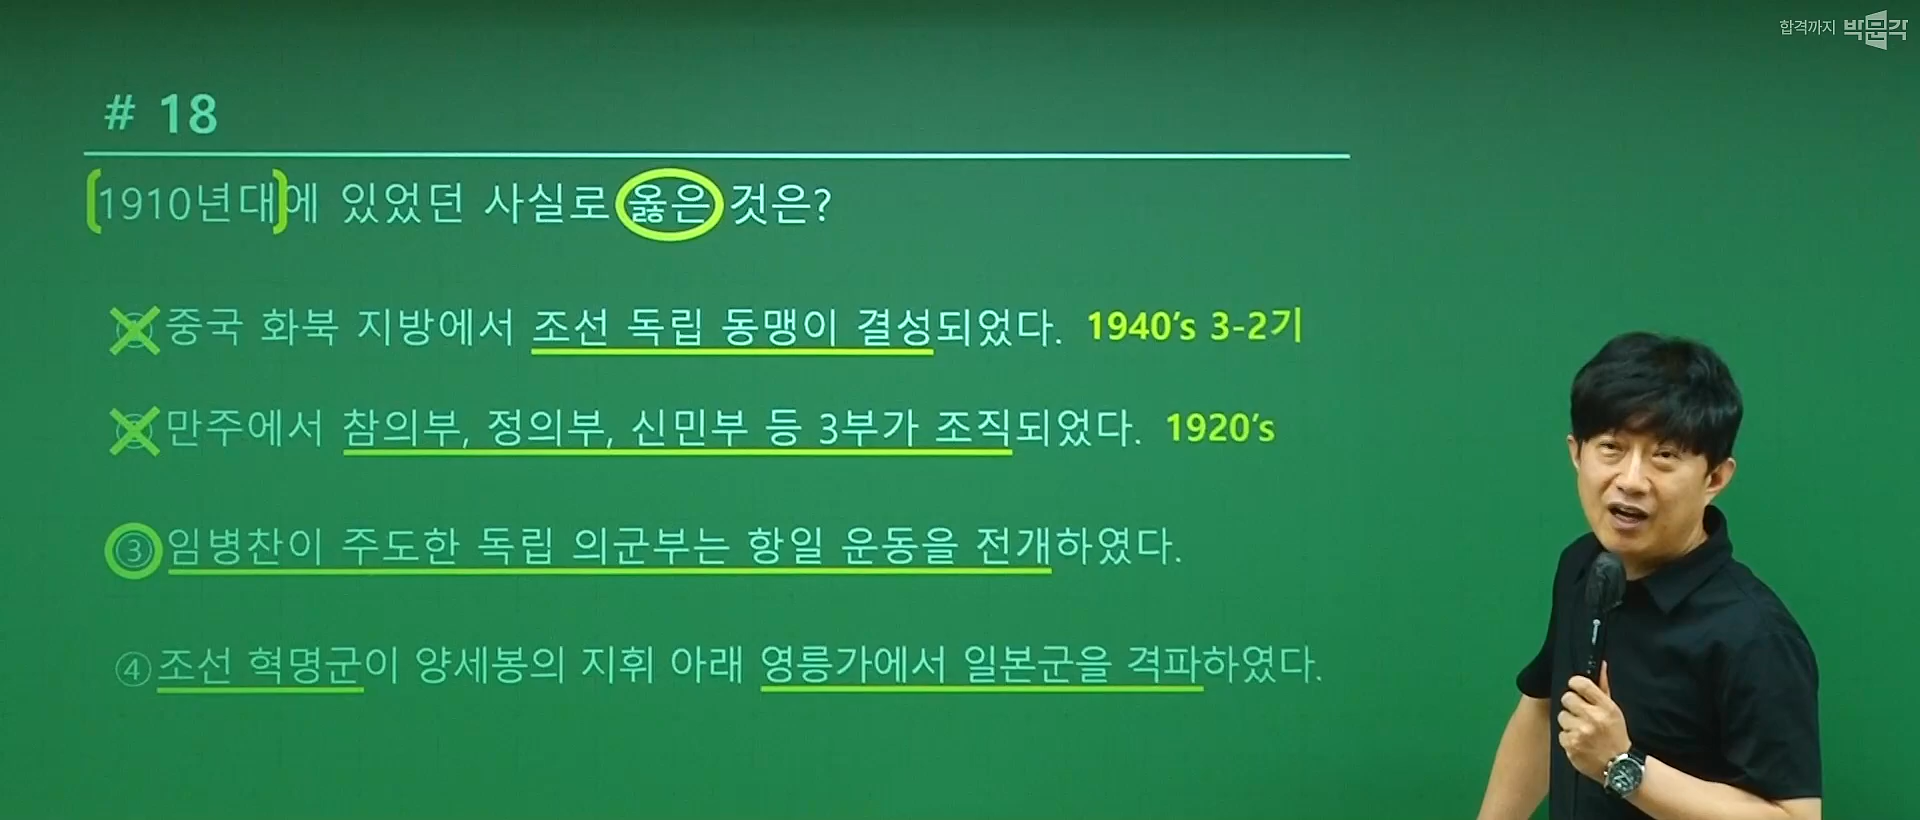 합격까지 박문각
# 18
1910년대에 있었던 사실로 옳은 것은?
중국 화북 지방에서 조선 독립 동맹이 결성되었다. 1940's 3-2기
만주에서 참의부, 정의부, 신민부 등 3부가 조직되었다. 1920's
③ 임병찬이 주도한 독립 의군부는 항일 운동을 전개하였다.
④ 조선 혁명군이 양세봉의 지휘 아래 영릉가에서 일본군을 격파하였다.